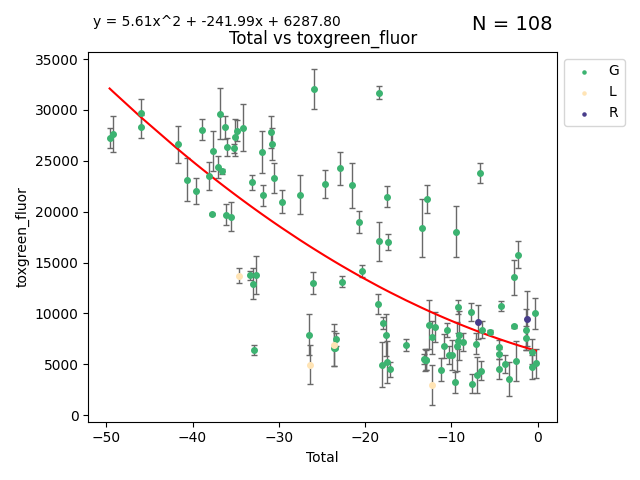 y = 5.61x^2 + -241.99x + 6287.80
N = 108
Total vs toxgreen_fluor
35000
30000
25000
20000
15000
10000
5000
0
toxgreen_fluor
−50
−40
−30
−20
−10
0
Total
G
L
R